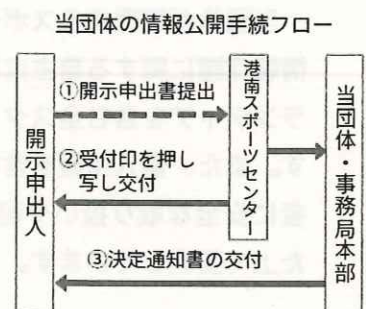 当団体の情報公開手続フロー
開示申出人
①開示申出書提出
②受付印を押し
写し交付
港南スポーツセンター
当団体・事務局本部
③決定通知書の交付